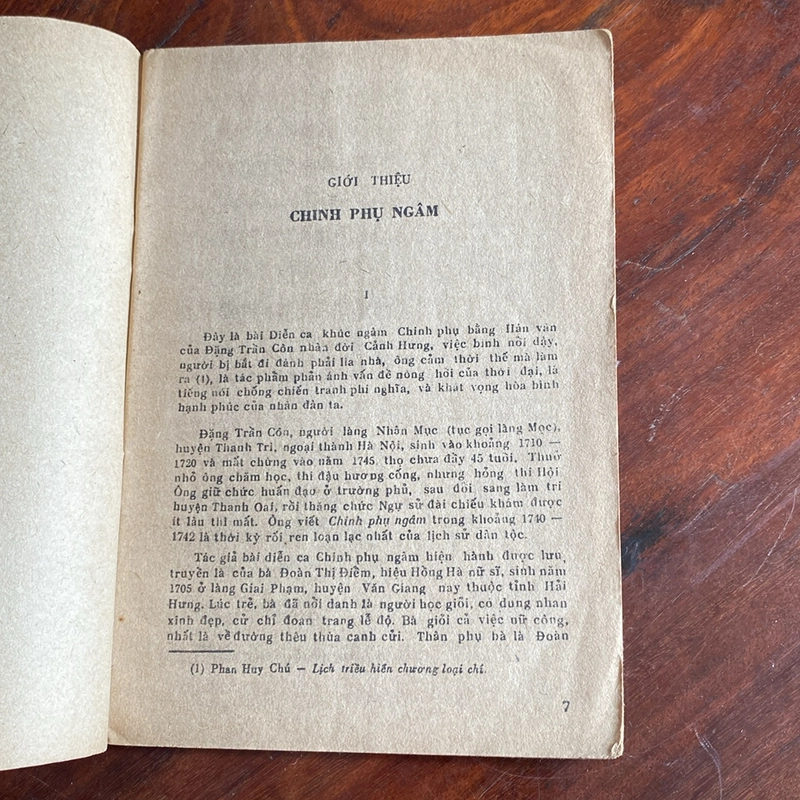 GIỚI THIỆU
CHINH PHỤ NGÂM
I
Đây là bài Diễn ca khúc ngâm Chinh phụ bằng Hán văn
của Đặng Trần Côn nhân đời Cảnh Hưng, việc binh nổi dậy,
người bị bắt đi đánh phải lìa nhà, ông cảm thời thế mà làm
ra (1), là tác phẩm phản ánh vấn đề nóng hổi của thời đại, là
tiếng nói chống chiến tranh phi nghĩa, và khát vọng hòa bình
hạnh phúc của nhân dân ta.
Đặng Trần Côn, người làng Nhân Mục (tục gọi làng Mọc),
huyện Thanh Trì, ngoại thành Hà Nội, sinh vào khoảng 1710 —
1720 và mất chừng vào năm 1745, thọ chưa đầy 45 tuổi. Thuở
nhỏ ông chăm học, thi đậu hương cống, nhưng hỏng thi Hội
Ông giữ chức huấn đạo ở trường phủ, sau đổi sang làm tri
huyện Thanh Oai, rồi thăng chức Ngự sử đài chiếu khám được
ít lâu thì mất. Ông viết Chinh phụ ngâm trong khoảng 1740 —
1742 là thời kỳ rối ren loạn lạc nhất của lịch sử dân tộc.
Tác giả bài diễn ca Chinh phụ ngâm hiện hành được lưu
truyền là của bà Đoàn Thị Điểm, hiệu Hồng Hà nữ sĩ, sinh năm
1705 ở làng Giai Phạm, huyện Văn Giang nay thuộc tỉnh Hải
Hưng. Lúc trẻ, bà đã nổi danh là người học giỏi, có dung nhan
xinh đẹp, cử chỉ đoan trang lễ độ. Bà giỏi cả việc nữ công,
nhất là về đường thêu thùa canh cửi. Thân phụ bà là Đoàn
(1) Phan Huy Chú — Lịch triều hiến chương loại chí.
7